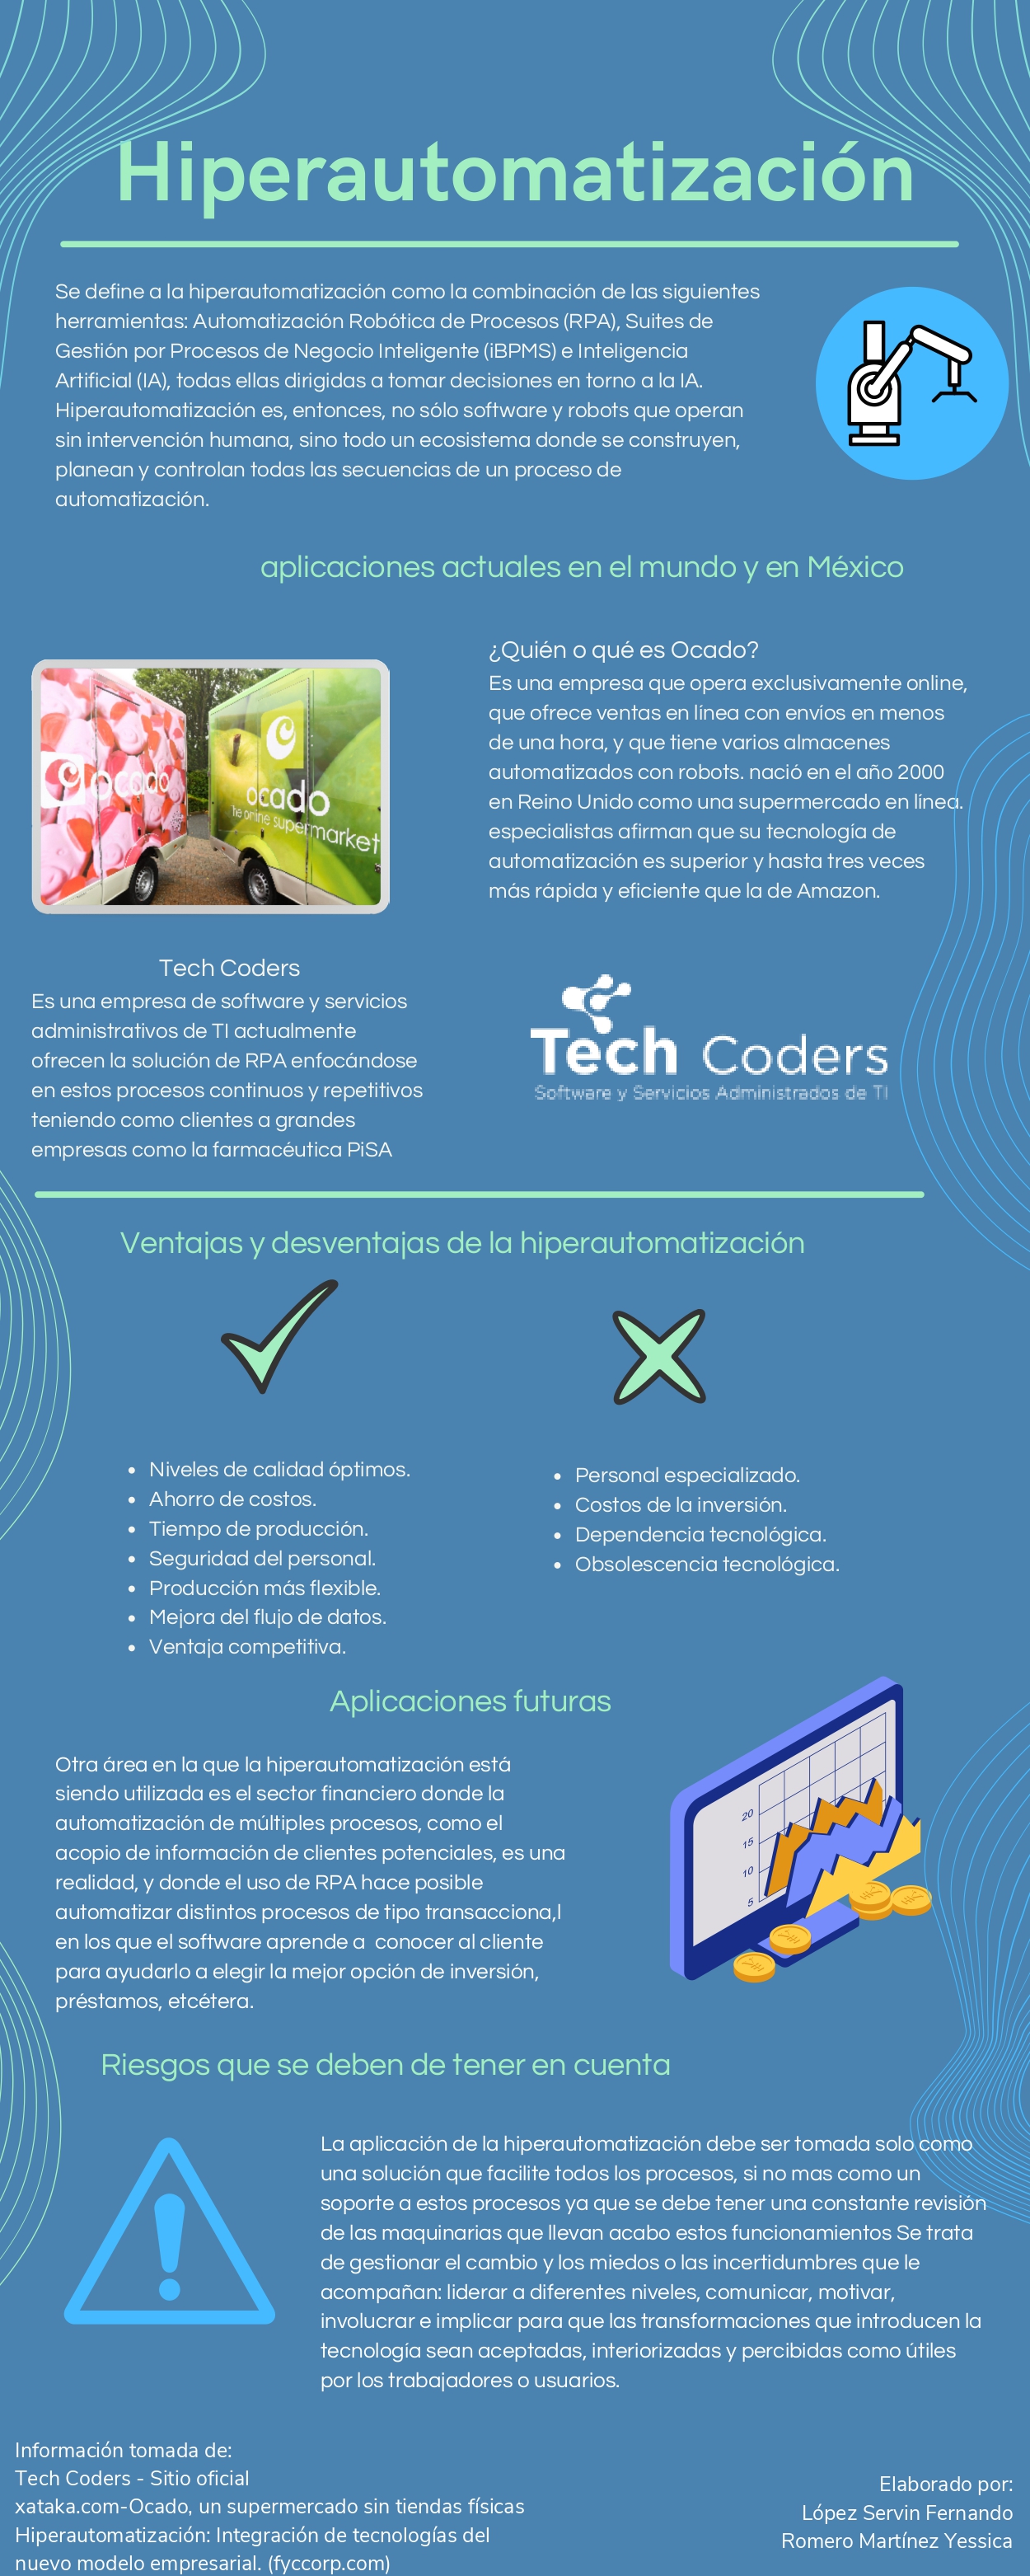 Hiperautomatización
Se define a la hiperautomatización como la combinación de las siguientes
herramientas: Automatización Robótica de Procesos (RPA), Suites de
Gestión por Procesos de Negocio Inteligente (iBPMS) e Inteligencia
Artificial (IA), todas ellas dirigidas a tomar decisiones en torno a la IA.
Hiperautomatización es, entonces, no sólo software y robots que operan
sin intervención humana, sino todo un ecosistema donde se construyen,
planean y controlan todas las secuencias de un proceso de
automatización.
aplicaciones actuales en el mundo y en México
ocado
ocado
the online supermarket
¿Quién o qué es Ocado?
Es una empresa que opera exclusivamente online,
que ofrece ventas en línea con envíos en menos
de una hora, y que tiene varios almacenes
automatizados con robots. nació en el año 2000
en Reino Unido como una supermercado en línea.
especialistas afirman que su tecnología de
automatización es superior y hasta tres veces
más rápida y eficiente que la de Amazon.
Tech Coders
Es una empresa de software y servicios
administrativos de TI actualmente
ofrecen la solución de RPA enfocándose
en estos procesos continuos y repetitivos
teniendo como clientes a grandes
empresas como la farmacéutica PiSA
Tech Coders
Software y Servicios Administrados de TI
Ventajas y desventajas de la hiperautomatización
• Niveles de calidad óptimos.
• Ahorro de costos.
• Tiempo de producción.
• Seguridad del personal.
• Producción más flexible.
• Mejora del flujo de datos.
• Ventaja competitiva.
• Personal especializado.
• Costos de la inversión.
• Dependencia tecnológica.
• Obsolescencia tecnológica.
Aplicaciones futuras
Otra área en la que la hiperautomatización está
siendo utilizada es el sector financiero donde la
automatización de múltiples procesos, como el
acopio de información de clientes potenciales, es una
realidad, y donde el uso de RPA hace posible
automatizar distintos procesos de tipo transacciona,l
en los que el software aprende a  conocer al cliente
para ayudarlo a elegir la mejor opción de inversión,
préstamos, etcétera.
20
15
10
5
Riesgos que se deben de tener en cuenta
La aplicación de la hiperautomatización debe ser tomada solo como
una solución que facilite todos los procesos, si no mas como un
soporte a estos procesos ya que se debe tener una constante revisión
de las maquinarias que llevan acabo estos funcionamientos Se trata
de gestionar el cambio y los miedos o las incertidumbres que le
acompañan: liderar a diferentes niveles, comunicar, motivar,
involucrar e implicar para que las transformaciones que introducen la
tecnología sean aceptadas, interiorizadas y percibidas como útiles
por los trabajadores o usuarios.
Información tomada de:
Tech Coders - Sitio oficial
xataka.com-Ocado, un supermercado sin tiendas físicas
Hiperautomatización: Integración de tecnologías del
nuevo modelo empresarial. (fyccorp.com)
Elaborado por:
López Servin Fernando
Romero Martínez Yessica